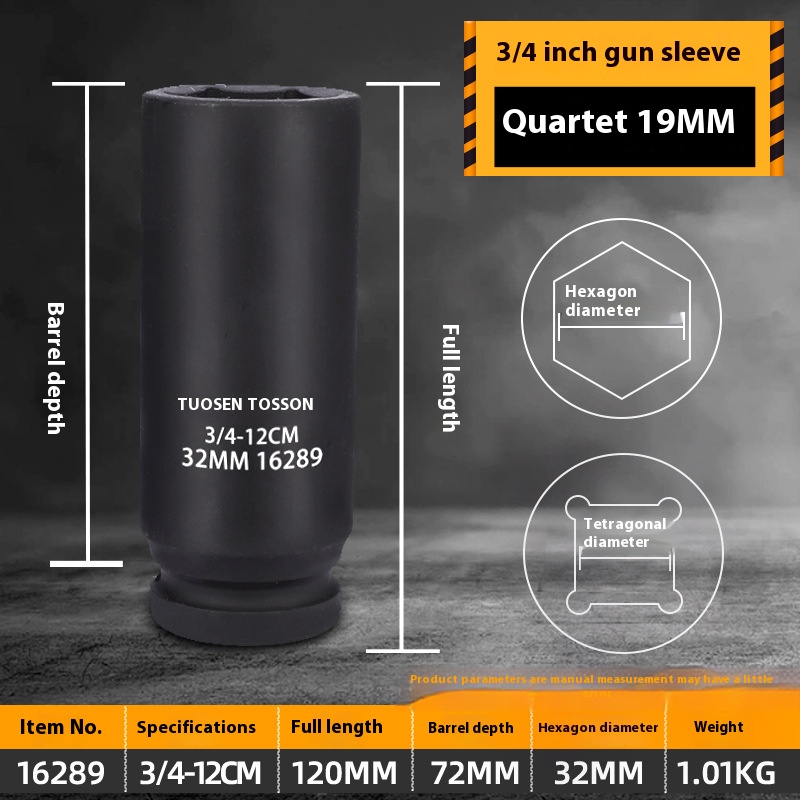 3/4 inch gun sleeve
Quartet 19MM
Barrel depth
Full length
Hexagon
diameter
TUOSEN TOSSON
3/4-12CM
32MM 16289
Tetragonal
diameter
Product parameters are manual measurement may have a little
Item No. Specifications Full length Barrel depth Hexagon diameter Weight
16289 3/4-12CM 120MM 72MM 32MM 1.01KG